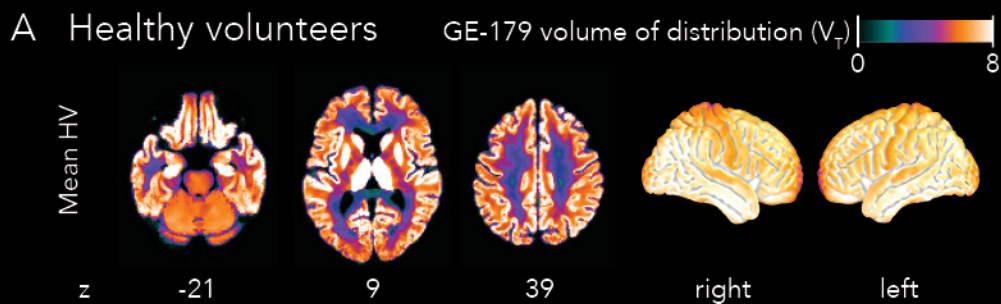 A Healthy volunteers GE-179 volume of distribution (V_T)
0 8
Mean HV
z -21 9 39 right left